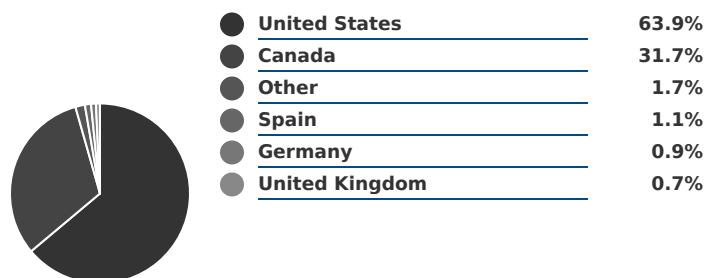 United States 63.9%
Canada 31.7%
Other 1.7%
Spain 1.1%
Germany 0.9%
United Kingdom 0.7%